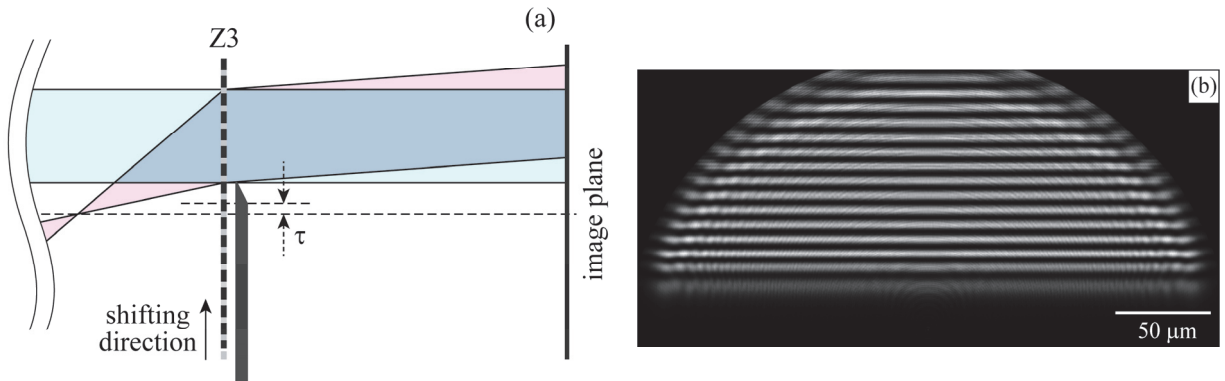 (a)
Z3
τ
shifting
direction
image plane
(b)
50 μm